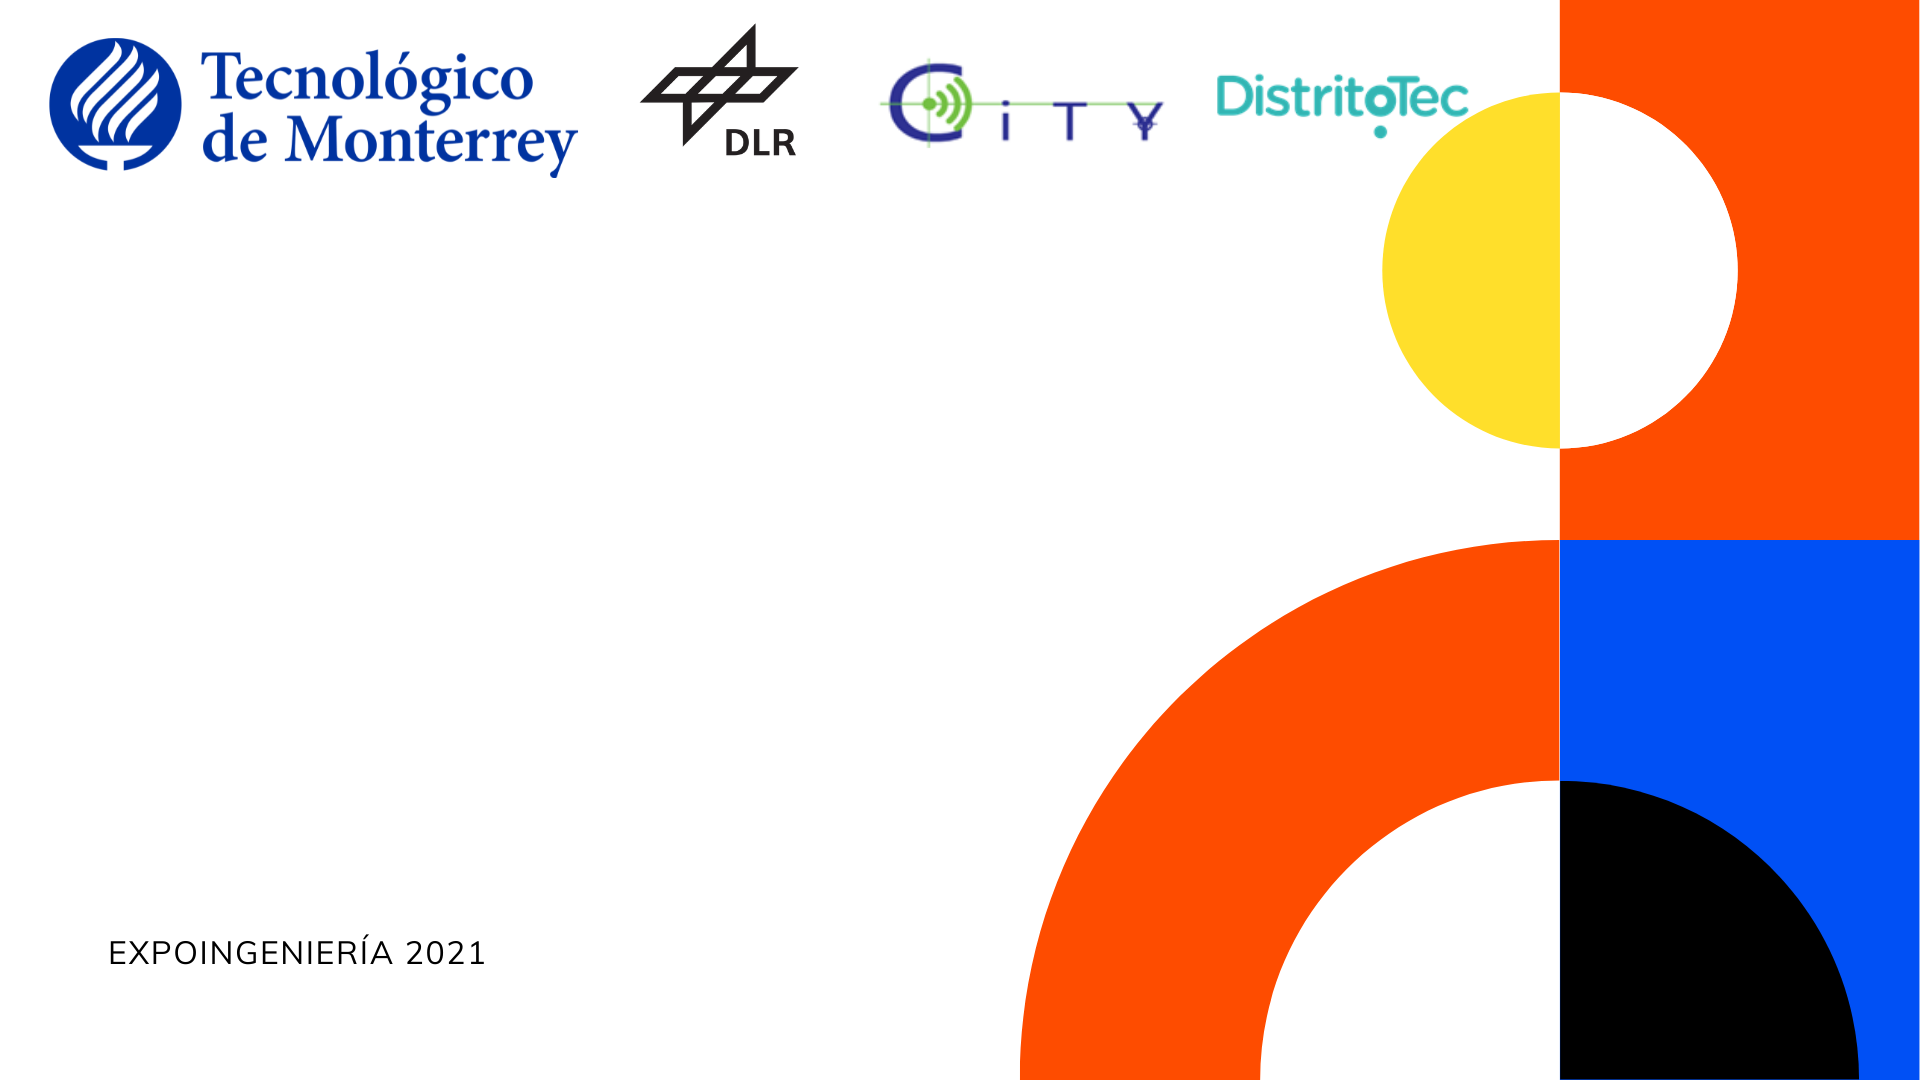 Tecnológico
de Monterrey
DLR
CiTY
DistritoTec
EXPOINGENIERÍA 2021